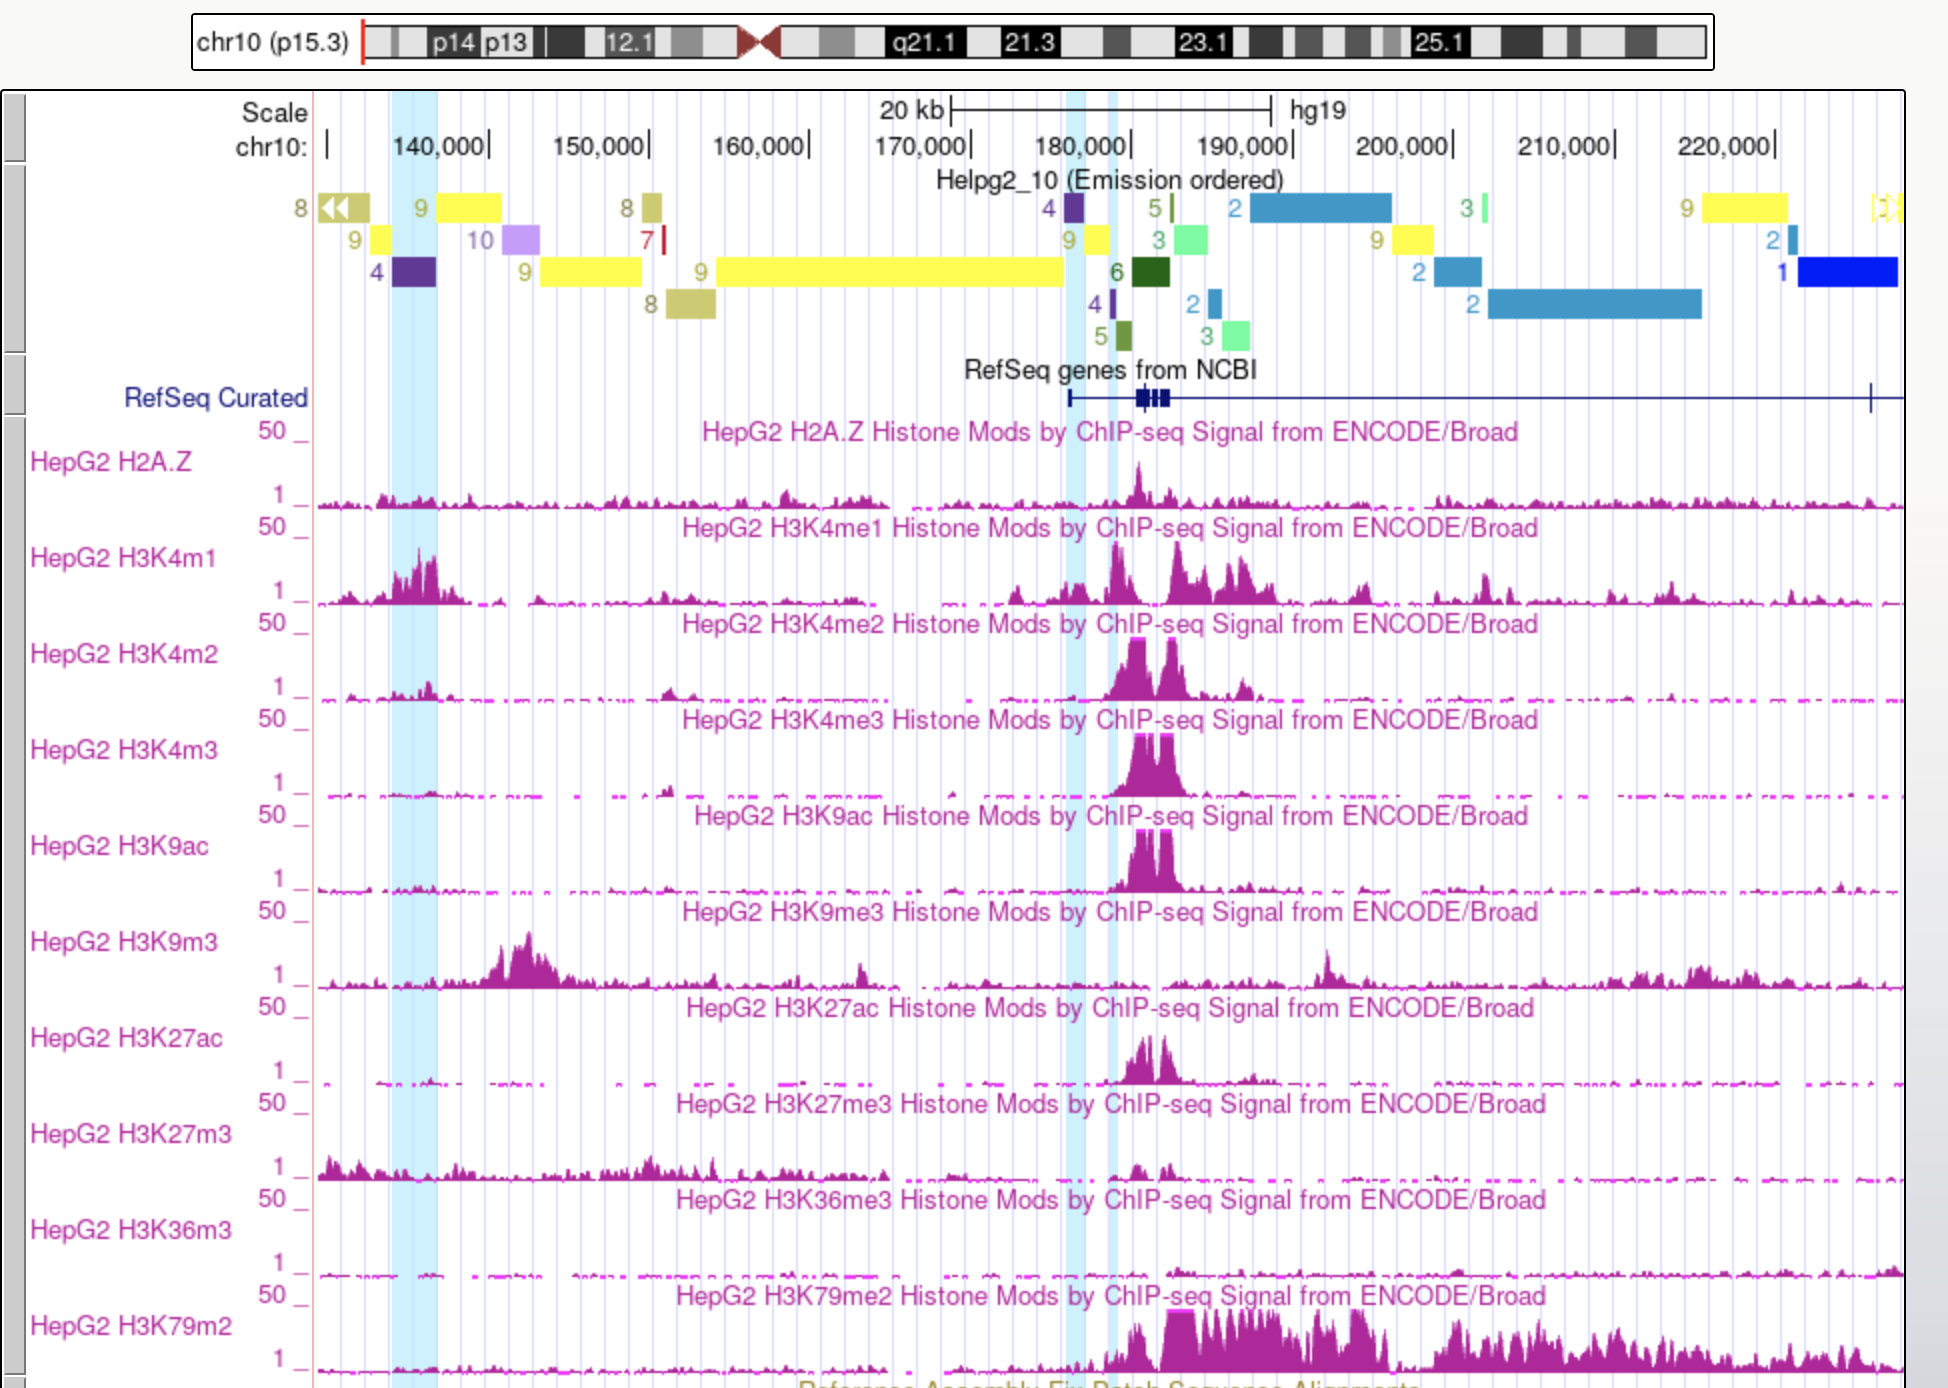 chr10 (p15.3) p14 p13 12.1 q21.1 21.3 23.1 25.1
Scale 20 kb hg19
chr10: 140,000 150,000 160,000 170,000 180,000 190,000 200,000 210,000 220,000
Helpg2_10 (Emission ordered)
8 9 8 4 5 2 3 9
9 10 7 9 3 9 2
4 9 9 6 2 1
8 4 2 2
5 3
RefSeq genes from NCBI
RefSeq Curated
50 _ HepG2 H2A.Z Histone Mods by ChIP-seq Signal from ENCODE/Broad
HepG2 H2A.Z
1 _
50 _ HepG2 H3K4me1 Histone Mods by ChIP-seq Signal from ENCODE/Broad
HepG2 H3K4m1
1 _
50 _ HepG2 H3K4me2 Histone Mods by ChIP-seq Signal from ENCODE/Broad
HepG2 H3K4m2
1 _
50 _ HepG2 H3K4me3 Histone Mods by ChIP-seq Signal from ENCODE/Broad
HepG2 H3K4m3
1 _
50 _ HepG2 H3K9ac Histone Mods by ChIP-seq Signal from ENCODE/Broad
HepG2 H3K9ac
1 _
50 _ HepG2 H3K9me3 Histone Mods by ChIP-seq Signal from ENCODE/Broad
HepG2 H3K9m3
1 _
50 _ HepG2 H3K27ac Histone Mods by ChIP-seq Signal from ENCODE/Broad
HepG2 H3K27ac
1 _
50 _ HepG2 H3K27me3 Histone Mods by ChIP-seq Signal from ENCODE/Broad
HepG2 H3K27m3
1 _
50 _ HepG2 H3K36me3 Histone Mods by ChIP-seq Signal from ENCODE/Broad
HepG2 H3K36m3
1 _
50 _ HepG2 H3K79me2 Histone Mods by ChIP-seq Signal from ENCODE/Broad
HepG2 H3K79m2
1 _
Reference Assembly Fix Patch Sequence Alignments